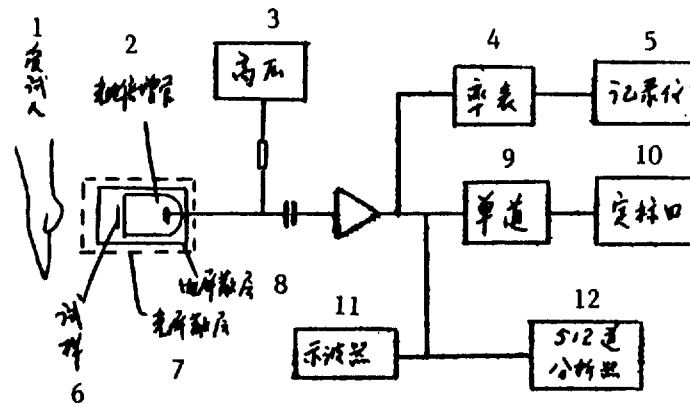 1
受试人
2
光电倍增管
3
高压
4
率表
5
记录仪
6
试样
7
光屏蔽层
8
电屏蔽层
9
单道
10
定标口
11
示波器
12
512道
分析器